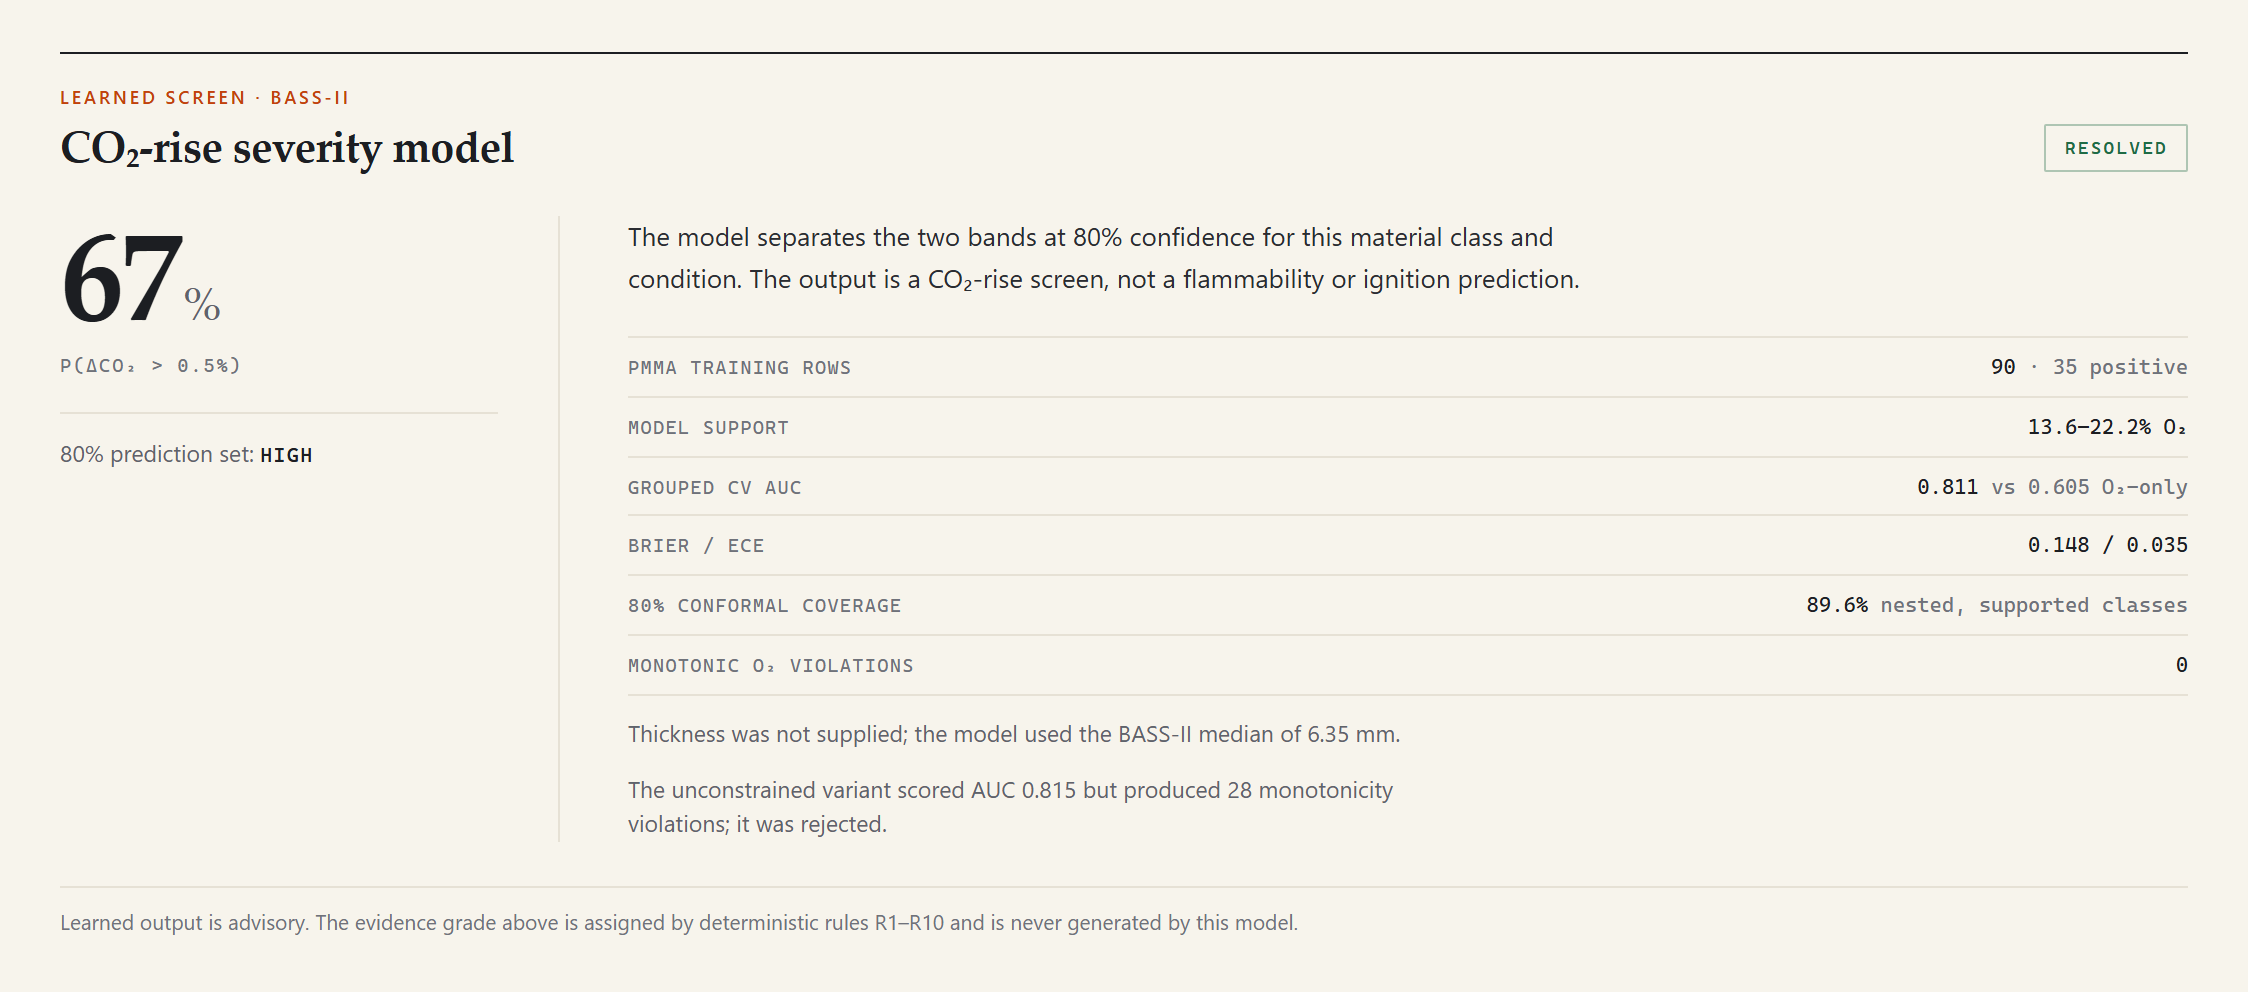 LEARNED SCREEN · BASS-II
CO₂-rise severity model
RESOLVED
67%
P(ΔCO₂ > 0.5%)
80% prediction set: HIGH
The model separates the two bands at 80% confidence for this material class and
condition. The output is a CO₂-rise screen, not a flammability or ignition prediction.
PMMA TRAINING ROWS 90 · 35 positive
MODEL SUPPORT 13.6–22.2% O₂
GROUPED CV AUC 0.811 vs 0.605 O₂-only
BRIER / ECE 0.148 / 0.035
80% CONFORMAL COVERAGE 89.6% nested, supported classes
MONOTONIC O₂ VIOLATIONS 0
Thickness was not supplied; the model used the BASS-II median of 6.35 mm.
The unconstrained variant scored AUC 0.815 but produced 28 monotonicity
violations; it was rejected.
Learned output is advisory. The evidence grade above is assigned by deterministic rules R1–R10 and is never generated by this model.